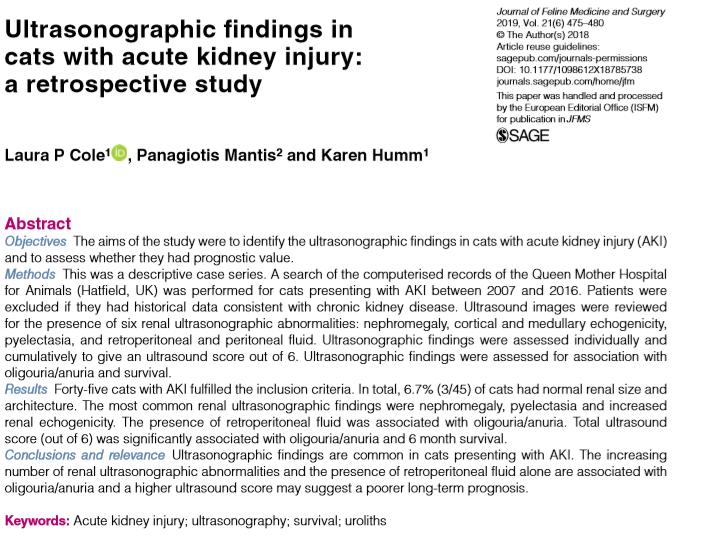 Ultrasonographic findings in
cats with acute kidney injury:
a retrospective study
Journal of Feline Medicine and Surgery
2019, Vol. 21(6) 475–480
© The Author(s) 2018
Article reuse guidelines:
sagepub.com/journals-permissions
DOI: 10.1177/1098612X18785738
journals.sagepub.com/home/jfm
This paper was handled and processed
by the European Editorial Office (ISFM)
for publication in JFMS
SAGE
Laura P Cole1 iD, Panagiotis Mantis2 and Karen Humm1
Abstract
Objectives The aims of the study were to identify the ultrasonographic findings in cats with acute kidney injury (AKI)
and to assess whether they had prognostic value.
Methods This was a descriptive case series. A search of the computerised records of the Queen Mother Hospital
for Animals (Hatfield, UK) was performed for cats presenting with AKI between 2007 and 2016. Patients were
excluded if they had historical data consistent with chronic kidney disease. Ultrasound images were reviewed
for the presence of six renal ultrasonographic abnormalities: nephromegaly, cortical and medullary echogenicity,
pyelectasia, and retroperitoneal and peritoneal fluid. Ultrasonographic findings were assessed individually and
cumulatively to give an ultrasound score out of 6. Ultrasonographic findings were assessed for association with
oligouria/anuria and survival.
Results Forty-five cats with AKI fulfilled the inclusion criteria. In total, 6.7% (3/45) of cats had normal renal size and
architecture. The most common renal ultrasonographic findings were nephromegaly, pyelectasia and increased
renal echogenicity. The presence of retroperitoneal fluid was associated with oligouria/anuria. Total ultrasound
score (out of 6) was significantly associated with oligouria/anuria and 6 month survival.
Conclusions and relevance Ultrasonographic findings are common in cats presenting with AKI. The increasing
number of renal ultrasonographic abnormalities and the presence of retroperitoneal fluid alone are associated with
oligouria/anuria and a higher ultrasound score may suggest a poorer long-term prognosis.
Keywords: Acute kidney injury; ultrasonography; survival; uroliths